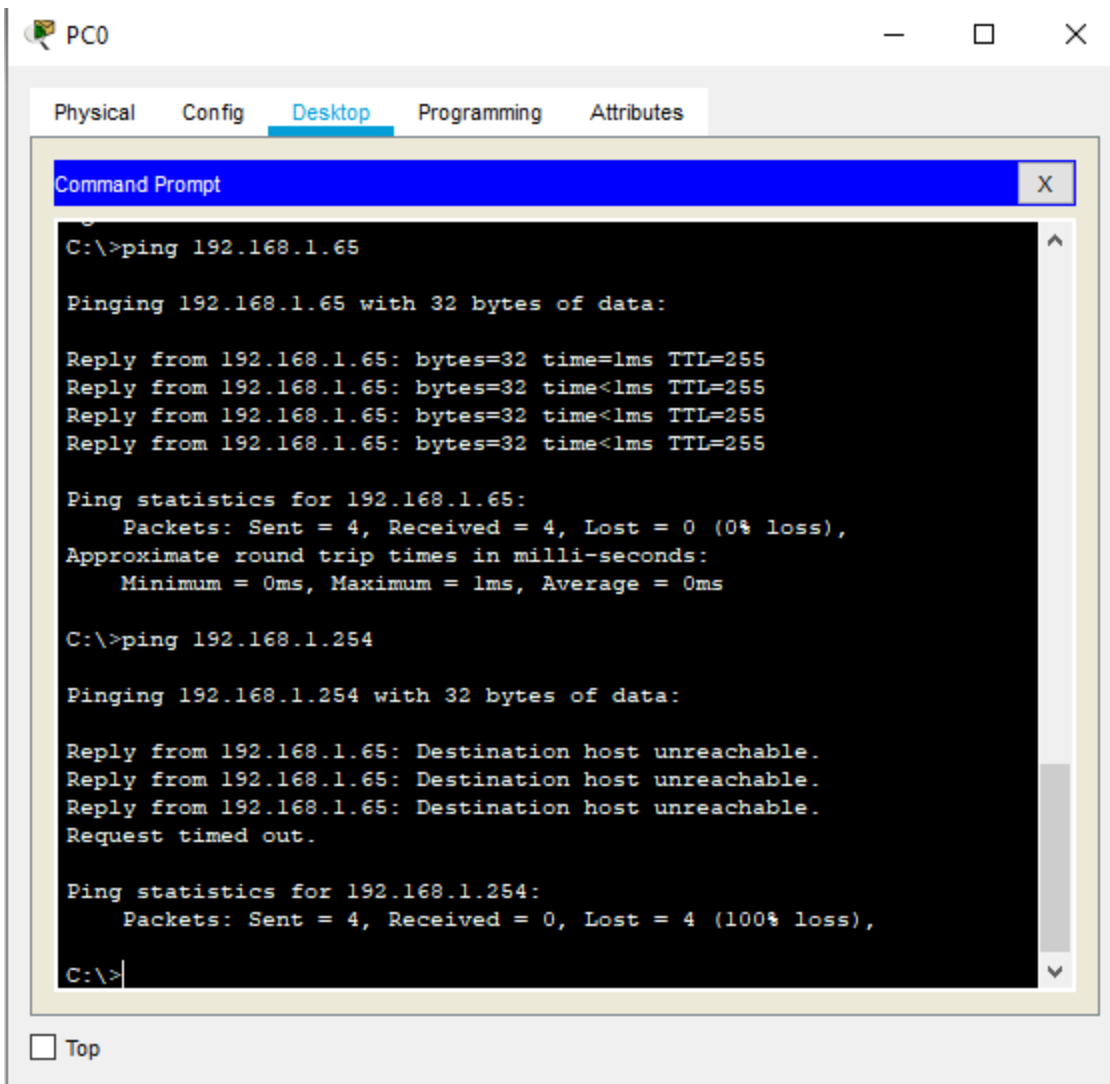 PC0
Physical Config Desktop Programming Attributes
Command Prompt X
C:\>ping 192.168.1.65
Pinging 192.168.1.65 with 32 bytes of data:
Reply from 192.168.1.65: bytes=32 time=1ms TTL=255
Reply from 192.168.1.65: bytes=32 time<1ms TTL=255
Reply from 192.168.1.65: bytes=32 time<1ms TTL=255
Reply from 192.168.1.65: bytes=32 time<1ms TTL=255
Ping statistics for 192.168.1.65:
Packets: Sent = 4, Received = 4, Lost = 0 (0% loss),
Approximate round trip times in milli-seconds:
Minimum = 0ms, Maximum = 1ms, Average = 0ms
C:\>ping 192.168.1.254
Pinging 192.168.1.254 with 32 bytes of data:
Reply from 192.168.1.65: Destination host unreachable.
Reply from 192.168.1.65: Destination host unreachable.
Reply from 192.168.1.65: Destination host unreachable.
Request timed out.
Ping statistics for 192.168.1.254:
Packets: Sent = 4, Received = 0, Lost = 4 (100% loss),
C:\>
Top